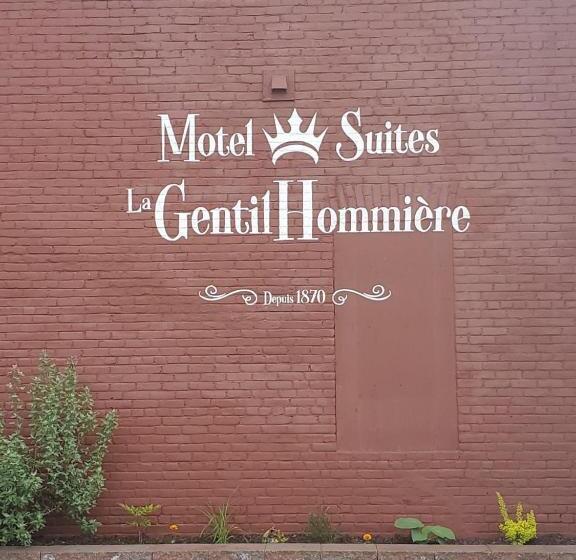 Motel Suites
La GentilHommière
Depuis 1870